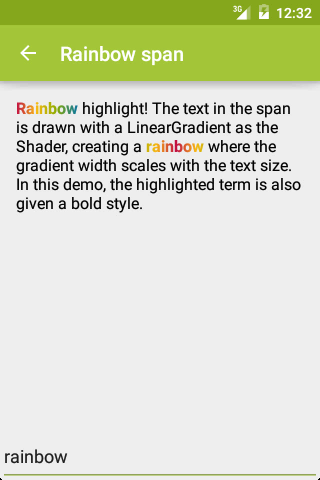 3G 12:32
Rainbow span
Rainbow highlight! The text in the span
is drawn with a LinearGradient as the
Shader, creating a rainbow where the
gradient width scales with the text size.
In this demo, the highlighted term is also
given a bold style.
rainbow